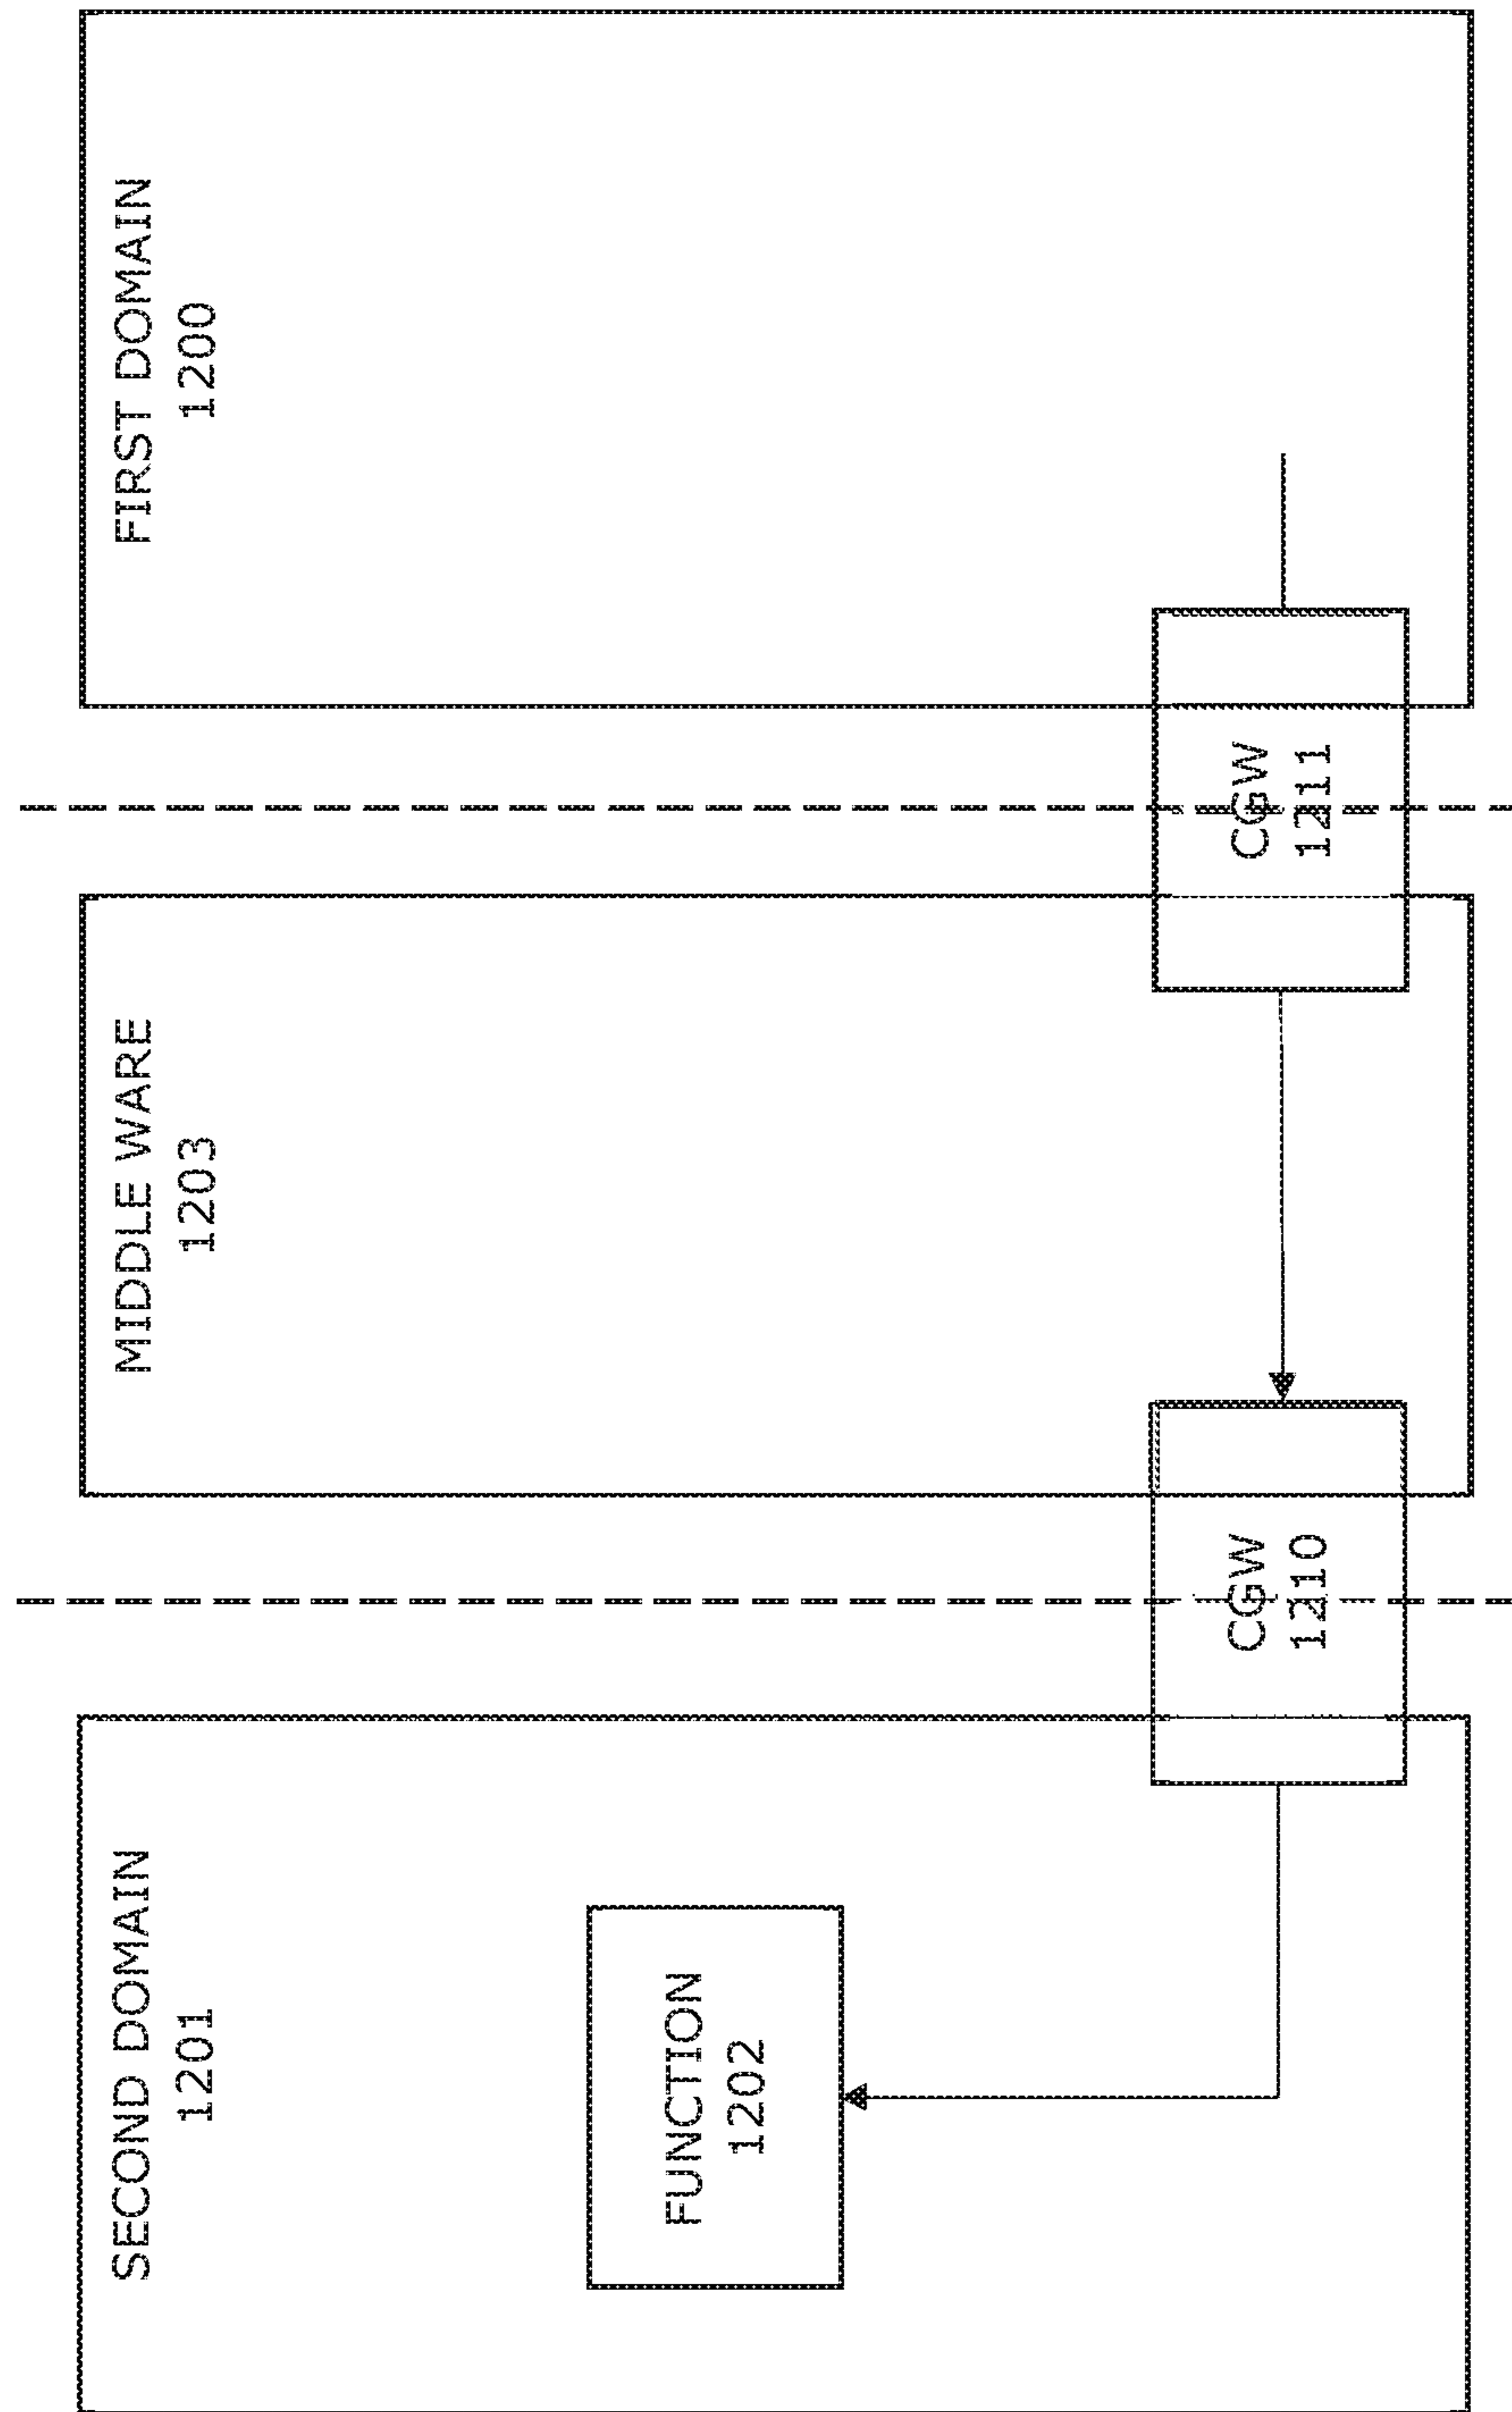 SECOND DOMAIN
1201
MIDDLE WARE
1203
FIRST DOMAIN
1200
FUNCTION
1202
CGW
1210
CGW
1211